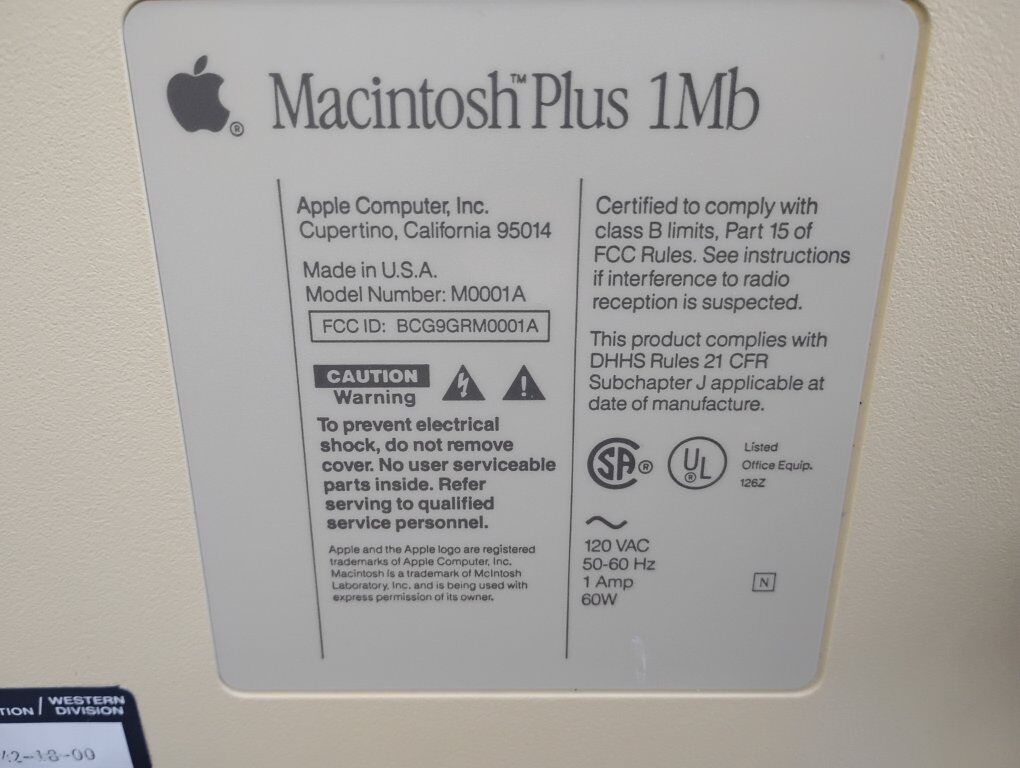 Macintosh™ Plus 1Mb
®
Apple Computer, Inc.
Cupertino, California 95014
Made in U.S.A.
Model Number: M0001A
FCC ID: BCG9GRM0001A
CAUTION
Warning
To prevent electrical
shock, do not remove
cover. No user serviceable
parts inside. Refer
serving to qualified
service personnel.
Apple and the Apple logo are registered
trademarks of Apple Computer, Inc.
Macintosh is a trademark of McIntosh
Laboratory, Inc. and is being used with
express permission of its owner.
Certified to comply with
class B limits, Part 15 of
FCC Rules. See instructions
if interference to radio
reception is suspected.
This product complies with
DHHS Rules 21 CFR
Subchapter J applicable at
date of manufacture.
SA® UL®
Listed
Office Equip.
126Z
120 VAC
50-60 Hz
1 Amp
60W
N
WESTERN
TION / DIVISION
42-18-00